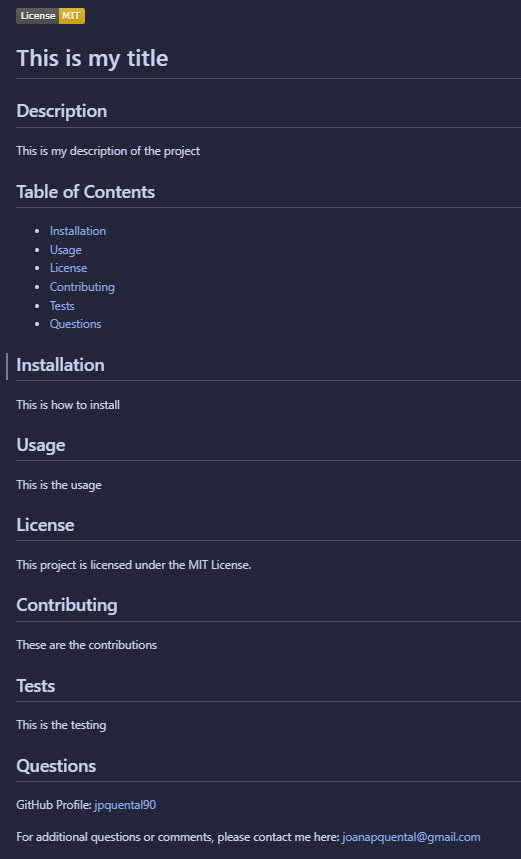 License MIT
This is my title
Description
This is my description of the project
Table of Contents
Installation
Usage
License
Contributing
Tests
Questions
Installation
This is how to install
Usage
This is the usage
License
This project is licensed under the MIT License.
Contributing
These are the contributions
Tests
This is the testing
Questions
GitHub Profile: jpquental90
For additional questions or comments, please contact me here: joanapquental@gmail.com